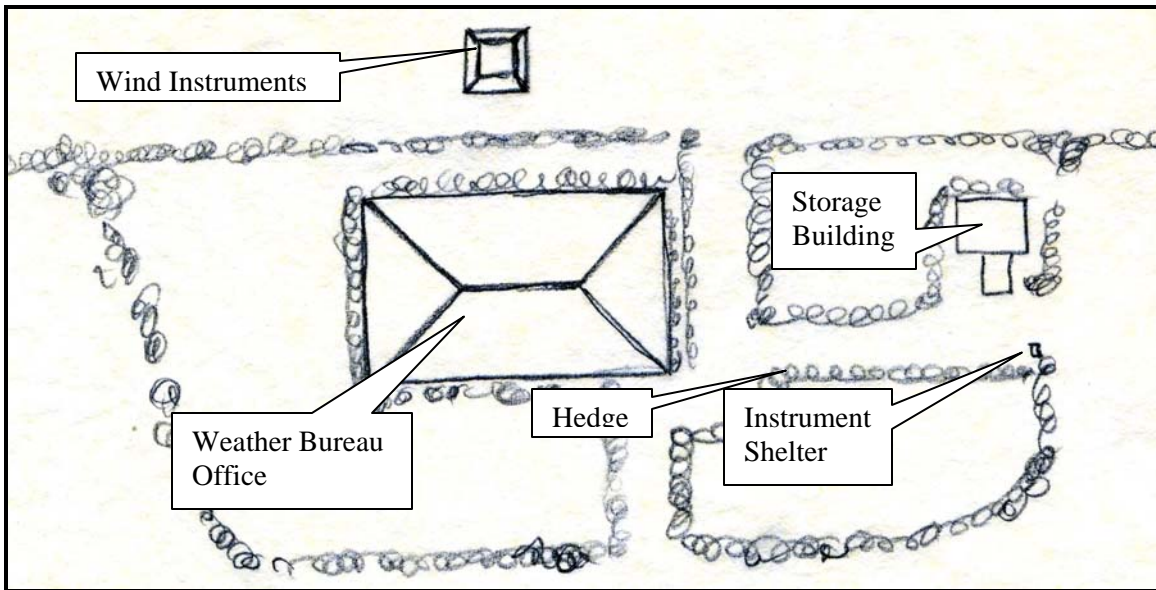 Wind Instruments
Storage
Building
Hedge
Instrument
Shelter
Weather Bureau
Office